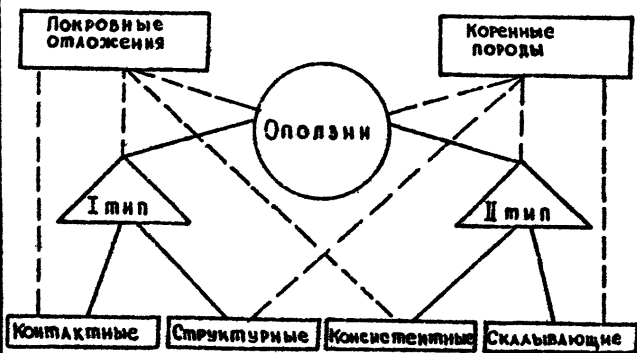 Покровные
отложения
Коренные
породы
Оползни
I тип
II тип
Контактные
Структурные
Консистентные
Скалывающие